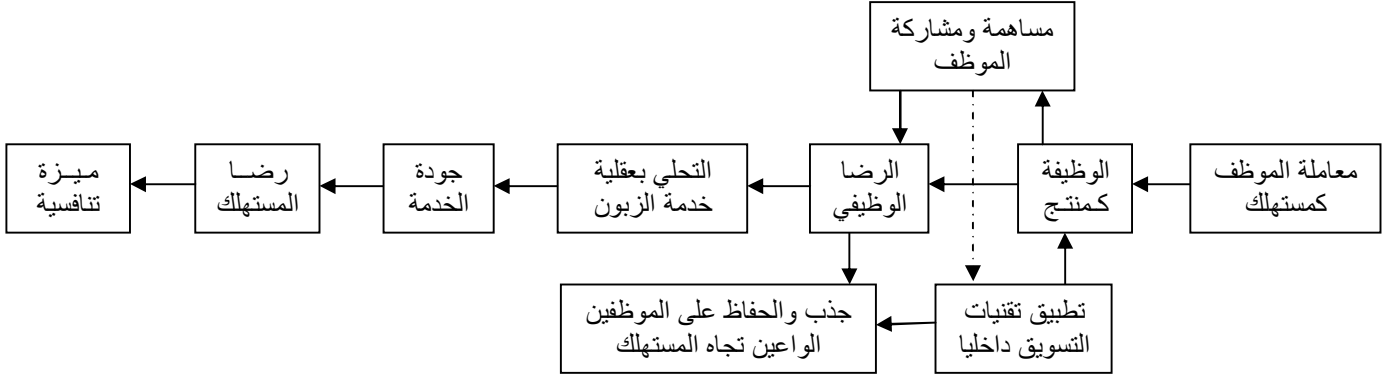 مساهمة ومشاركة
الموظف
معاملة الموظف
كمستهلك
الوظيفة
كـمنتـج
الرضا
الوظيفي
التحلي بعقلية
خدمة الزبون
جودة
الخدمة
رضــا
المستهلك
ميـزة
تنافسية
تطبيق تقنيات
التسويق داخليا
جذب والحفاظ على الموظفين
الواعين تجاه المستهلك